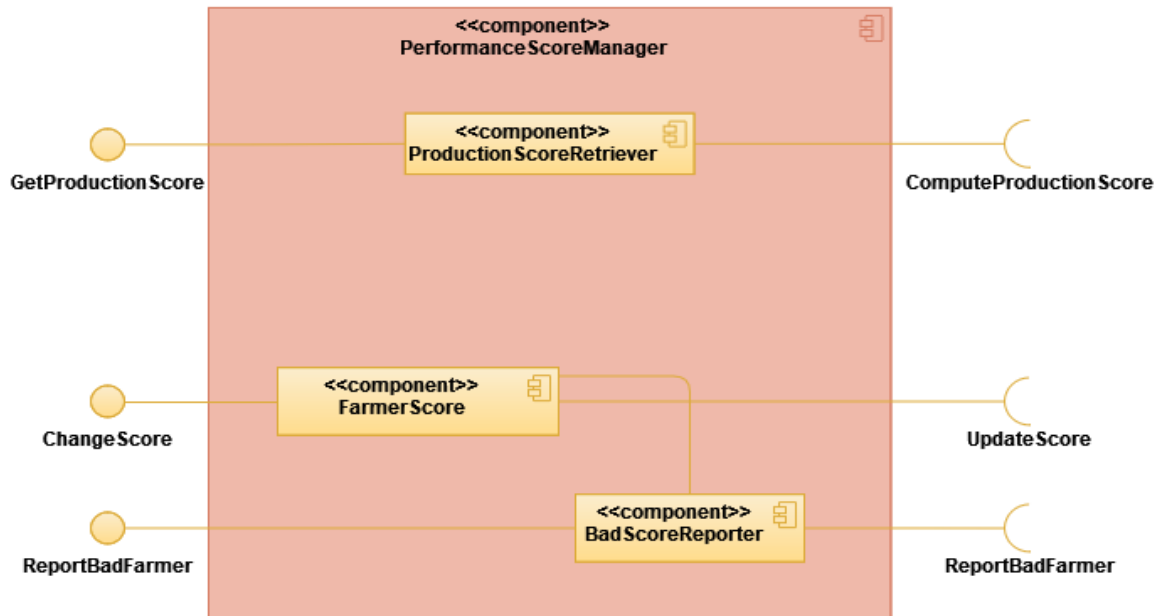 <<component>>
PerformanceScoreManager
<<component>>
ProductionScoreRetriever
GetProductionScore
ComputeProductionScore
<<component>>
FarmerScore
ChangeScore
UpdateScore
<<component>>
BadScoreReporter
ReportBadFarmer
ReportBadFarmer